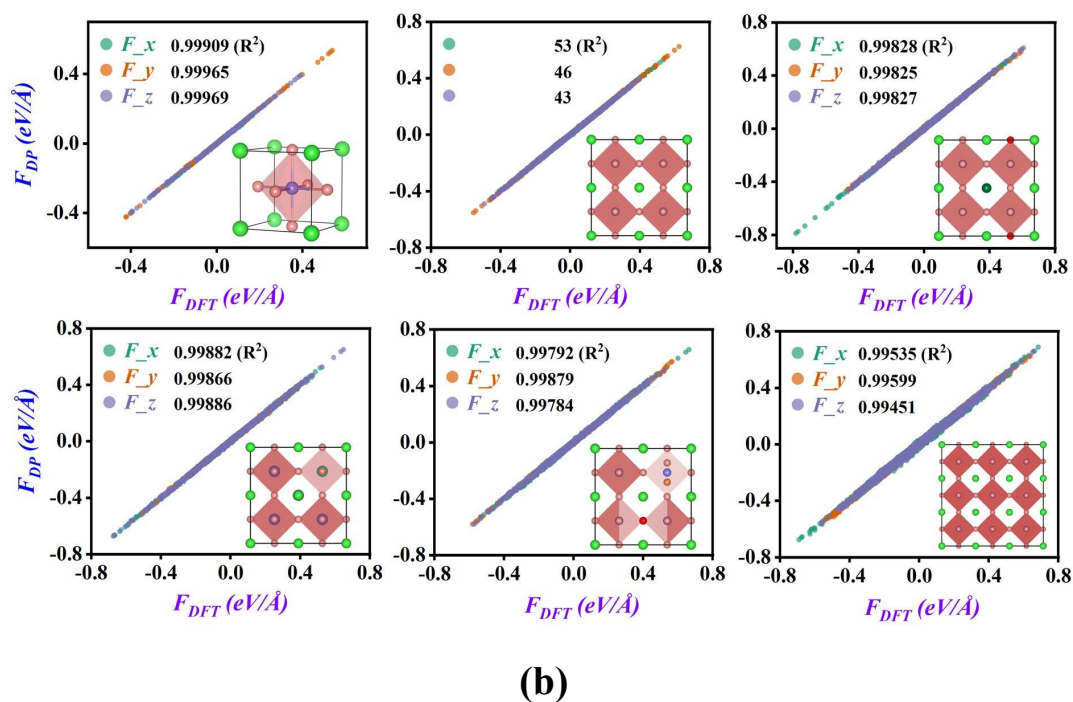 F_x 0.99909 (R²)
F_y 0.99965
F_z 0.99969
0.4
0.0
-0.4
F_DP (eV/Å)
-0.4 0.0 0.4
F_DFT (eV/Å)
0.8
0.4
0.0
-0.4
-0.8
53 (R²)
46
43
-0.8 -0.4 0.0 0.4 0.8
F_DFT (eV/Å)
0.8
0.4
0.0
-0.4
-0.8
F_x 0.99828 (R²)
F_y 0.99825
F_z 0.99827
-0.8 -0.4 0.0 0.4 0.8
F_DFT (eV/Å)
0.8
0.4
0.0
-0.4
-0.8
F_DP (eV/Å)
F_x 0.99882 (R²)
F_y 0.99866
F_z 0.99886
-0.8 -0.4 0.0 0.4 0.8
F_DFT (eV/Å)
0.8
0.4
0.0
-0.4
-0.8
F_x 0.99792 (R²)
F_y 0.99879
F_z 0.99784
-0.8 -0.4 0.0 0.4 0.8
F_DFT (eV/Å)
0.8
0.4
0.0
-0.4
-0.8
F_x 0.99535 (R²)
F_y 0.99599
F_z 0.99451
-0.8 -0.4 0.0 0.4 0.8
F_DFT (eV/Å)
(b)